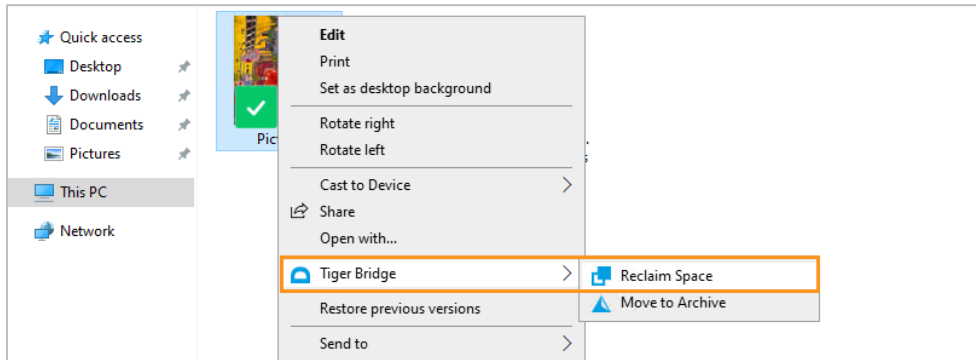 Quick access
Desktop
Downloads
Documents
Pictures
This PC
Network
Edit
Print
Set as desktop background
Rotate right
Rotate left
Cast to Device
Share
Open with...
Tiger Bridge
Restore previous versions
Send to
Reclaim Space
Move to Archive